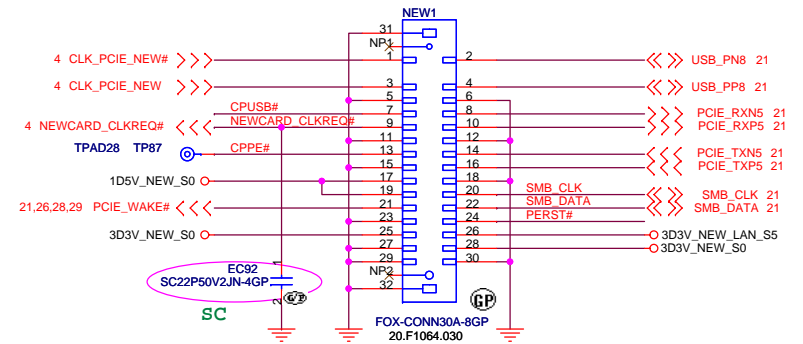 NEW1
31
NP1
4 CLK_PCIE_NEW# 1 2 USB_PN8 21
4 CLK_PCIE_NEW 3 4 USB_PP8 21
5 6
CPUSB# 7 8 PCIE_RXN5 21
4 NEWCARD_CLKREQ# NEWCARD_CLKREQ# 9 10 PCIE_RXP5 21
11 12
TPAD28 TP87 CPPE# 13 14 PCIE_TXN5 21
15 16 PCIE_TXP5 21
1D5V_NEW_S0 17 18
19 20 SMB_CLK SMB_CLK 21
21,26,28,29 PCIE_WAKE# 21 22 SMB_DATA SMB_DATA 21
23 24 PERST#
3D3V_NEW_S0 25 26 3D3V_NEW_LAN_S5
27 28 3D3V_NEW_S0
29 30
NP2
32
1
EC92
SC22P50V2JN-4GP
2
G/P
SC
GP
FOX-CONN30A-8GP
20.F1064.030